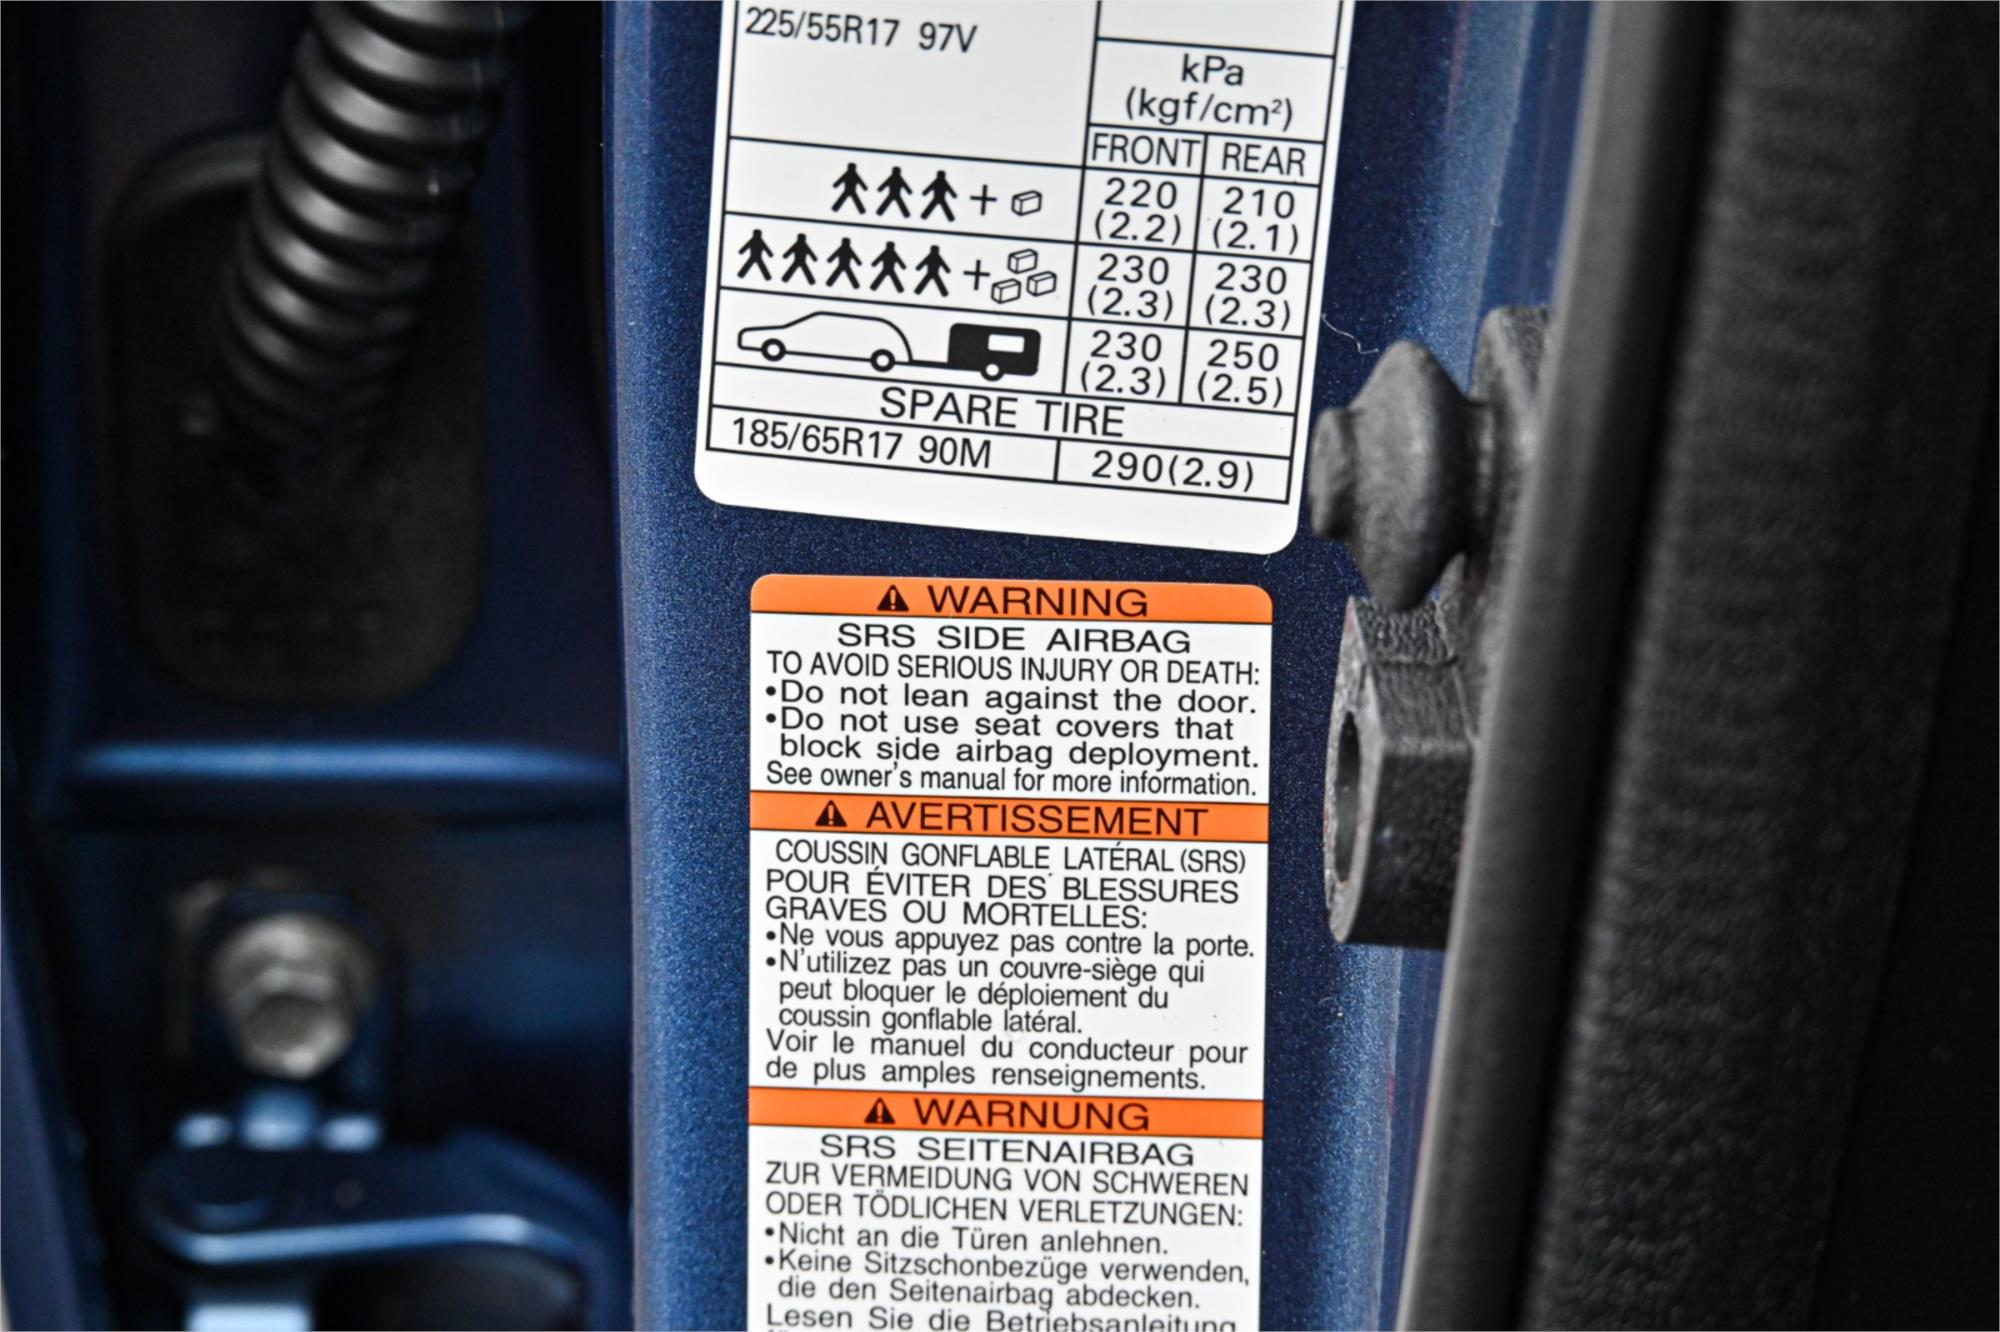 225/55R17 97V
kPa
(kgf/cm²)
FRONT REAR
220 210
(2.2) (2.1)
230 230
(2.3) (2.3)
230 250
(2.3) (2.5)
SPARE TIRE
185/65R17 90M 290(2.9)
WARNING
SRS SIDE AIRBAG
TO AVOID SERIOUS INJURY OR DEATH:
•Do not lean against the door.
•Do not use seat covers that
block side airbag deployment.
See owner's manual for more information.
AVERTISSEMENT
COUSSIN GONFLABLE LATÉRAL (SRS)
POUR ÉVITER DES BLESSURES
GRAVES OU MORTELLES:
•Ne vous appuyez pas contre la porte.
•N'utilizez pas un couvre-siège qui
peut bloquer le déploiement du
coussin gonflable latéral.
Voir le manuel du conducteur pour
de plus amples renseignements.
WARNUNG
SRS SEITENAIRBAG
ZUR VERMEIDUNG VON SCHWEREN
ODER TÖDLICHEN VERLETZUNGEN:
•Nicht an die Türen anlehnen.
•Keine Sitzschonbezüge verwenden,
die den Seitenairbag abdecken.
Lesen Sie die Betriebsanleitung